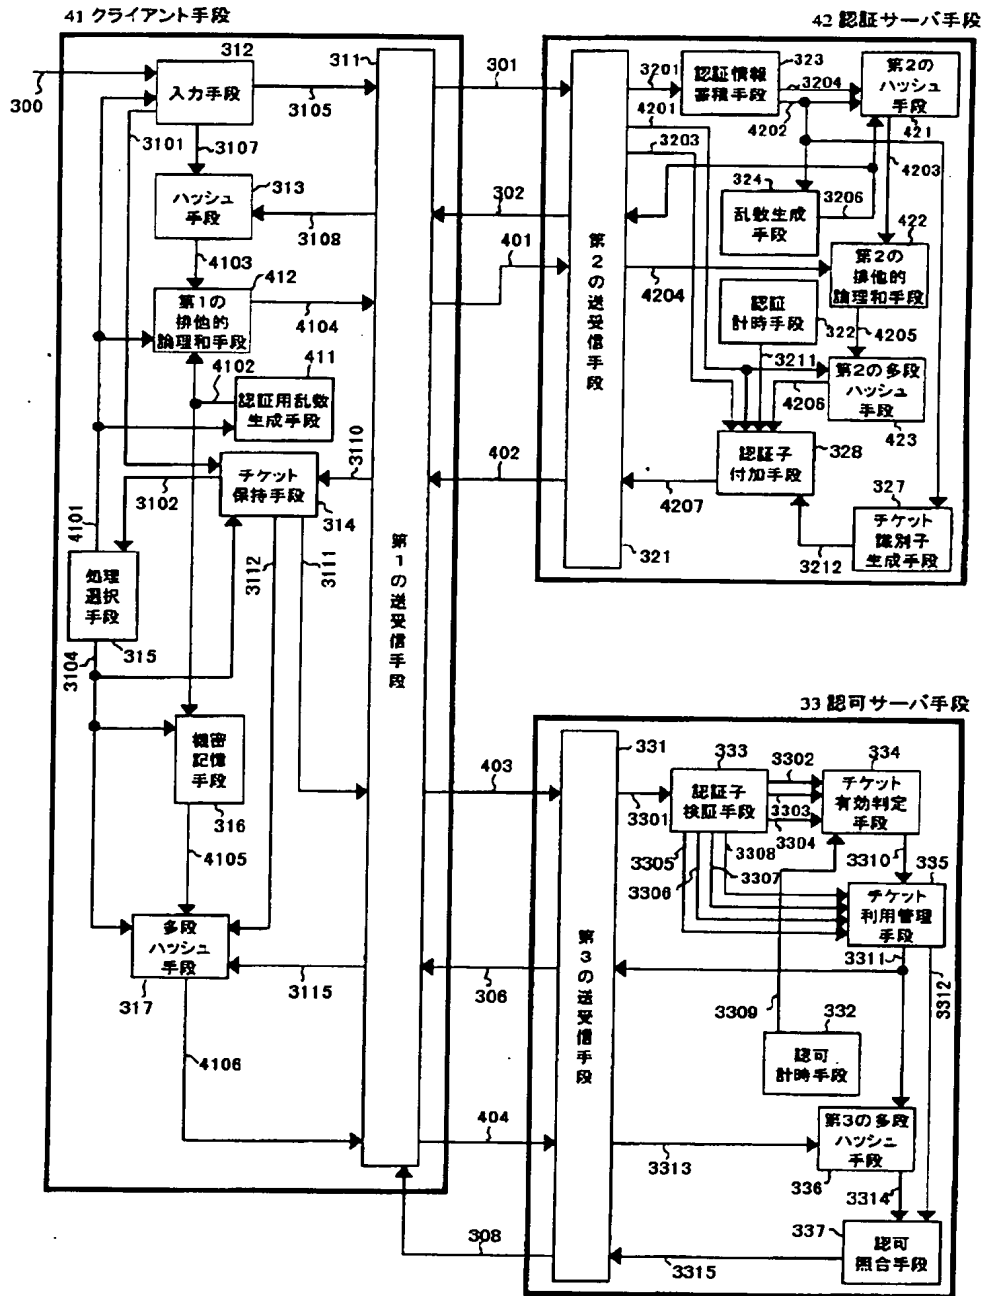 41 クライアント手段
300
312
入力手段
3105
3101
3107
313
ハッシュ
手段
3108
4103
412
第1の
排他的
論理和手段
4104
4102
411
認証用乱数
生成手段
3110
3102
チケット
保持手段
314
4101
3112
3111
処理
選択
手段
315
3104
機密
記憶
手段
316
4105
多段
ハッシュ
手段
317
3115
4106
311
第1の送受信手段
301
302
401
402
403
306
404
308
42 認証サーバ手段
第2の送受信手段
321
3201
4201
3203
認証情報
蓄積手段
323
3204
4202
第2の
ハッシュ
手段
421
4203
324
乱数生成
手段
3206
422
第2の
排他的
論理和手段
4204
認証
計時手段
322
4205
3211
第2の多段
ハッシュ
手段
423
4206
認証子
付加手段
328
4207
327
チケット
識別子
生成手段
3212
33 認可サーバ手段
331
第3の送受信手段
3301
333
認証子
検証手段
3302
3303
3304
334
チケット
有効判定
手段
3305
3306
3308
3307
3310
335
チケット
利用管理
手段
3311
3312
3309
332
認可
計時手段
第3の多段
ハッシュ
手段
3313
336
3314
337
認可
照合手段
3315